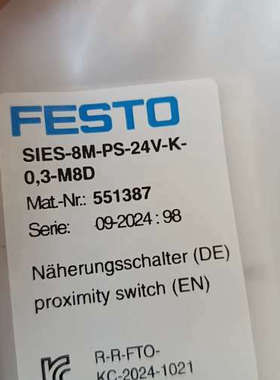 FESTO
SIES-8M-PS-24V-K-
0,3-M8D
Mat.-Nr.: 551387
Serie: 09-2024 : 98
Näherungsschalter (DE)
proximity switch (EN)
R-R-FTO-
KC-2024-1021